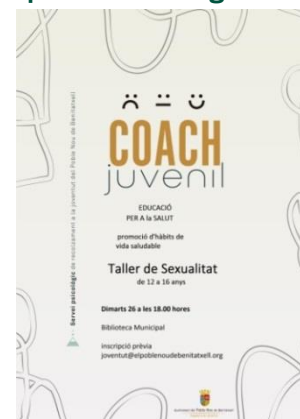 COACH
juvenil
EDUCACIÓ
PER A la SALUT
promoció d'hàbits de
vida saludable
Taller de Sexualitat
de 12 a 16 anys
Dimarts 26 a les 18.00 hores
Biblioteca Municipal
inscripció prèvia
joventut@elpoblenoudebenitatxell.org
Servei psicològic de recolzament a la joventut del Poble Nou de Benitatxell